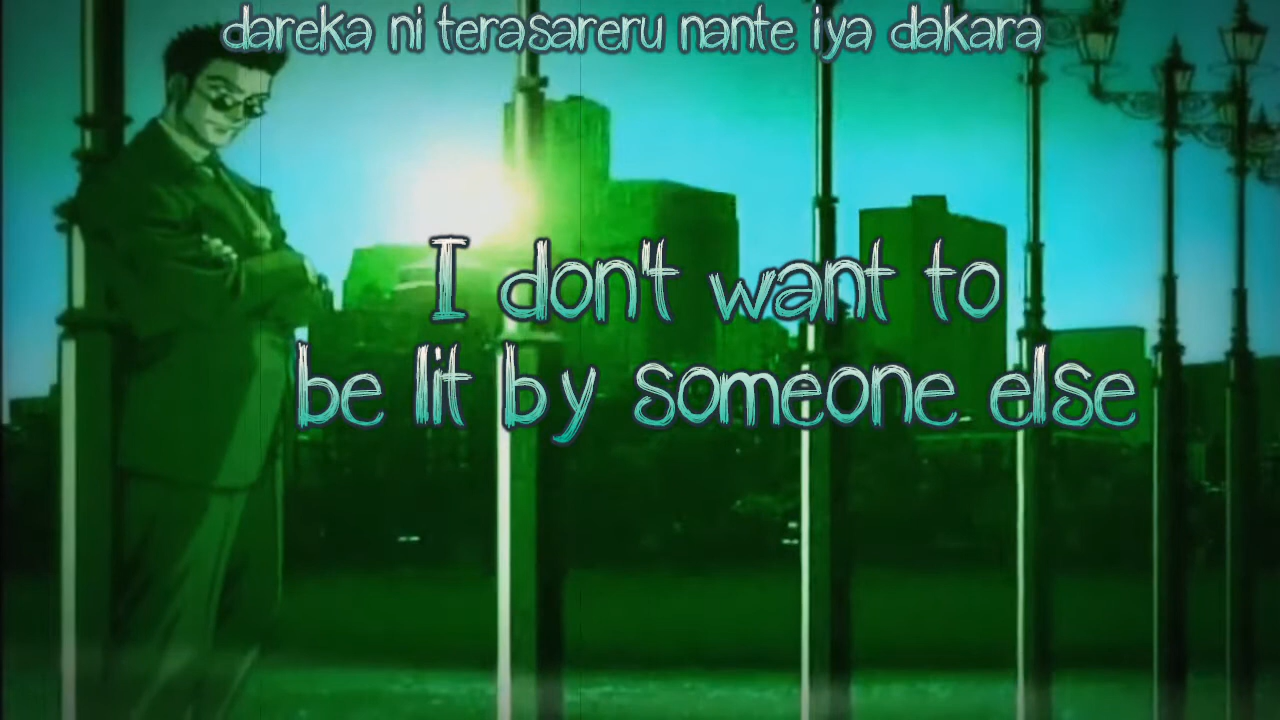 dareka ni terasareru nante iya dakara
I don't want to
be lit by someone else